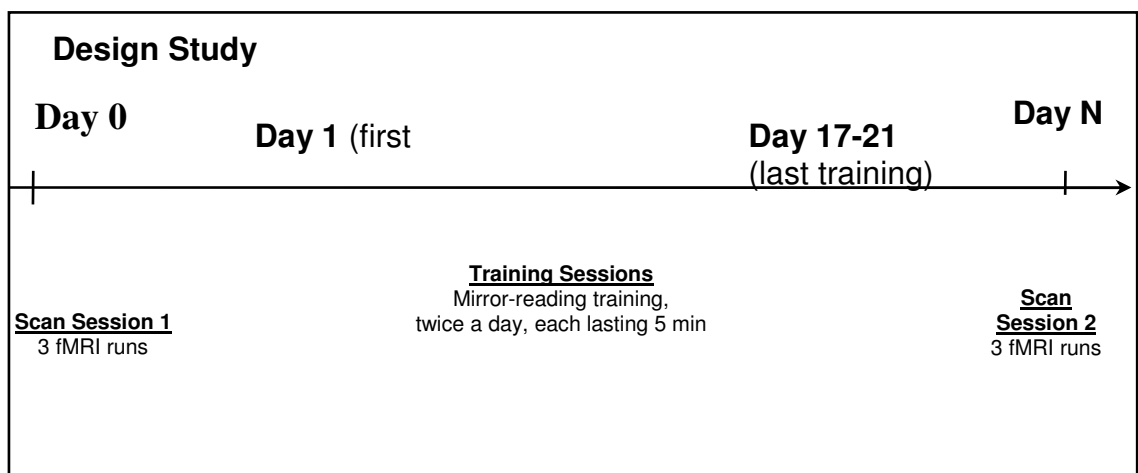 Design Study
Day 0
Day 1 (first
Day 17-21
(last training)
Day N
Scan Session 1
3 fMRI runs
Training Sessions
Mirror-reading training,
twice a day, each lasting 5 min
Scan
Session 2
3 fMRI runs